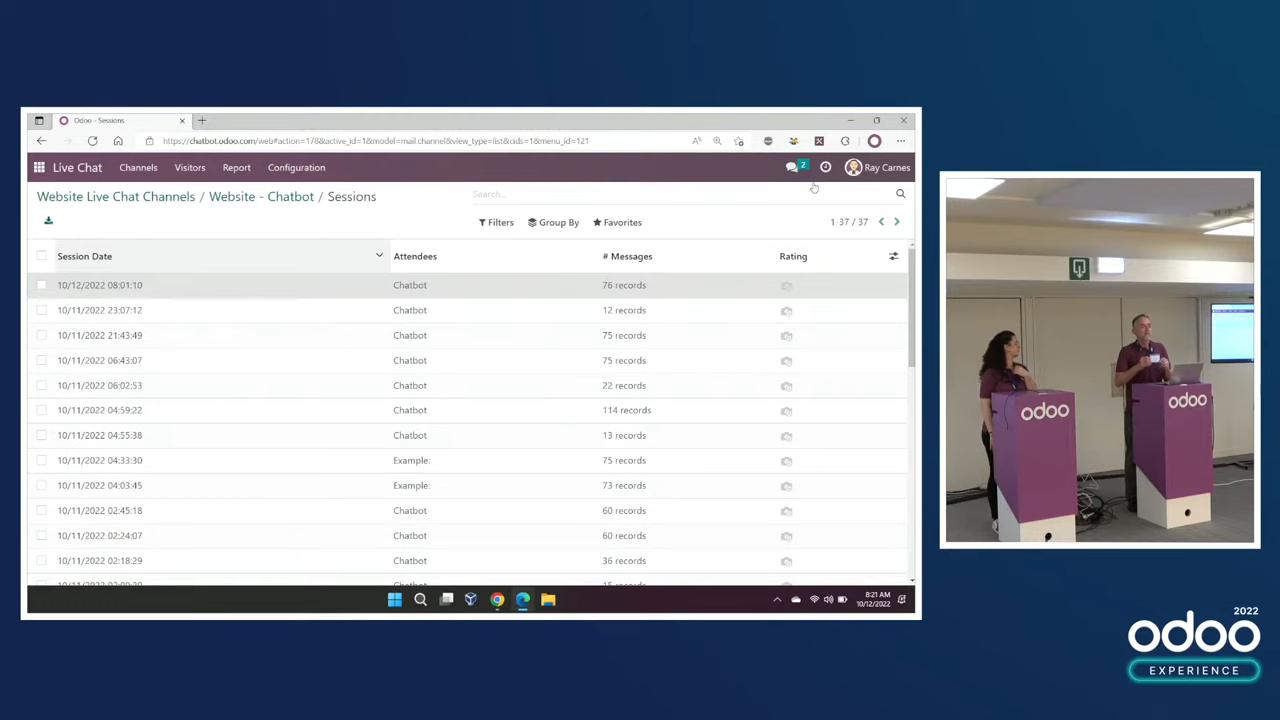 Odoo - Sessions
https://chatbot.odoo.com/web#action=178&active_id=1&model=mail.channel&view_type=list&cids=1&menu_id=121
Live Chat Channels Visitors Report Configuration 2 Ray Carnes
Website Live Chat Channels / Website - Chatbot / Sessions Search...
Filters Group By Favorites 1-37 / 37
Session Date Attendees # Messages Rating
10/12/2022 08:01:10 Chatbot 76 records
10/11/2022 23:07:12 Chatbot 12 records
10/11/2022 21:43:49 Chatbot 75 records
10/11/2022 06:43:07 Chatbot 75 records
10/11/2022 06:02:53 Chatbot 22 records
10/11/2022 04:59:22 Chatbot 114 records
10/11/2022 04:55:38 Chatbot 13 records
10/11/2022 04:33:30 Example: 75 records
10/11/2022 04:03:45 Example: 73 records
10/11/2022 02:45:18 Chatbot 60 records
10/11/2022 02:24:07 Chatbot 60 records
10/11/2022 02:18:29 Chatbot 36 records
8:21 AM
10/12/2022
odoo
odoo
2022
odoo
EXPERIENCE